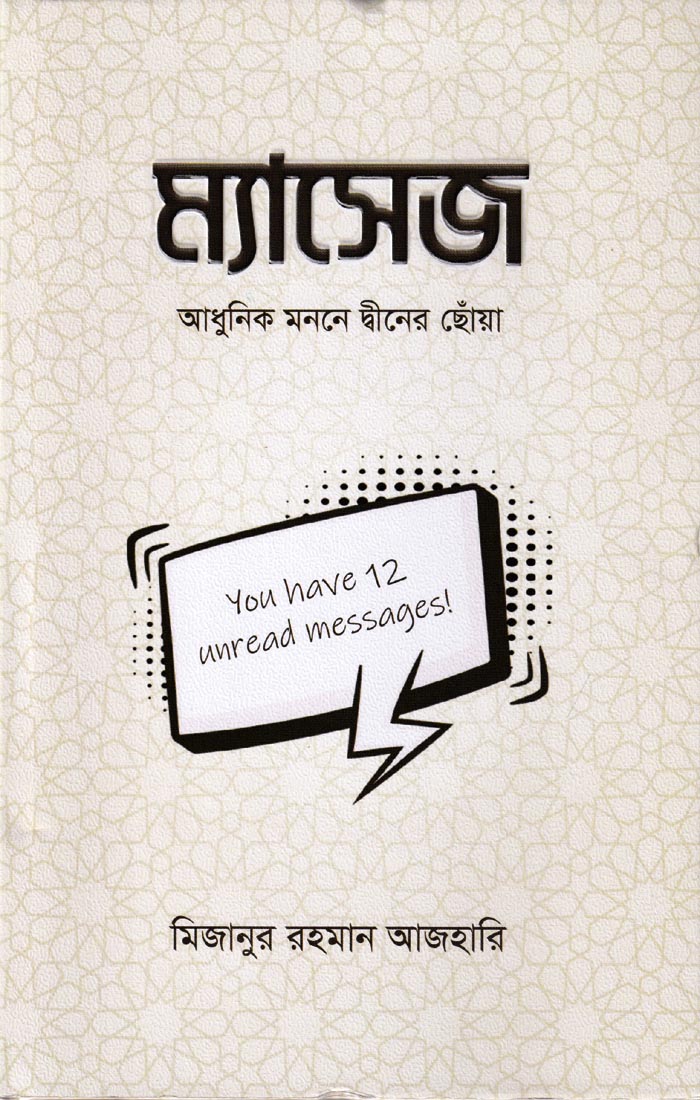 ম্যাসেজ
আধুনিক মননে দ্বীনের ছোঁয়া
You have 12
unread messages!
মিজানুর রহমান আজহারি